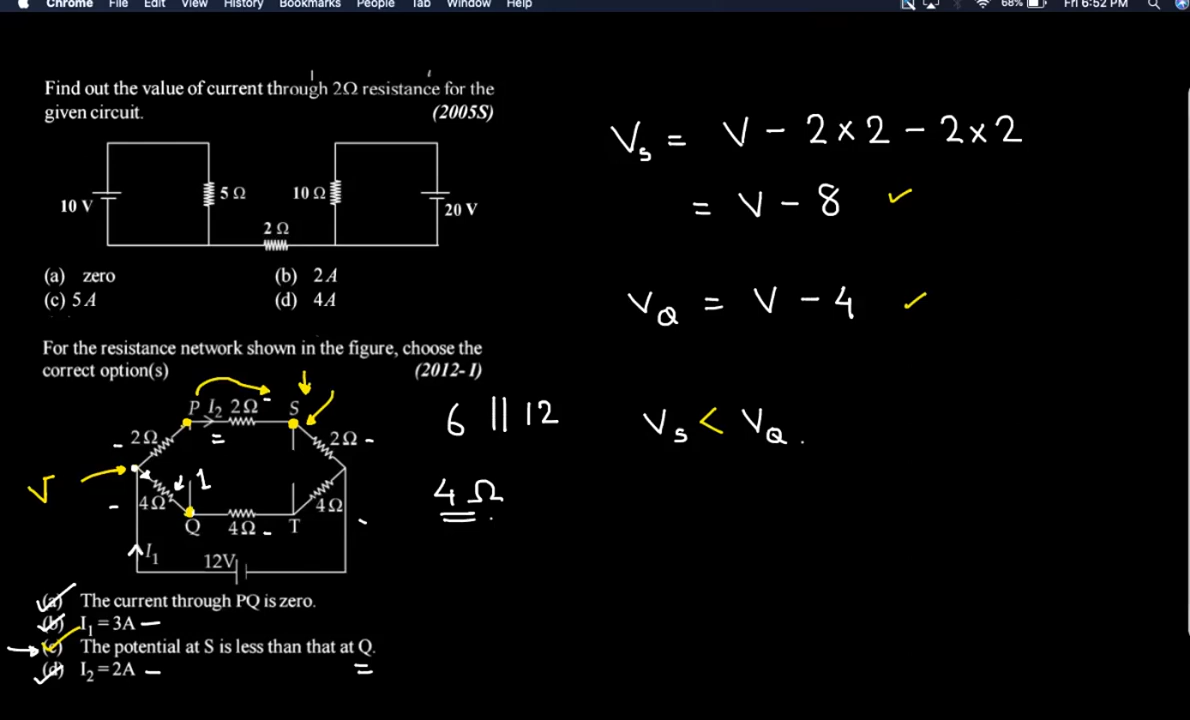 Chrome File Edit View History Bookmarks People Tab Window Help 68% Fri 6:52 PM
Find out the value of current through 2Ω resistance for the
given circuit. (2005S)
10 V 5 Ω 10 Ω 20 V
2 Ω
(a) zero (b) 2A
(c) 5A (d) 4A
For the resistance network shown in the figure, choose the
correct option(s) (2012-I)
P I₂ 2Ω S
2Ω 2Ω
V 4Ω 1 4Ω
Q 4Ω T
I₁ 12V
(a) The current through PQ is zero.
(b) I₁ = 3A
(c) The potential at S is less than that at Q.
(d) I₂ = 2A
6 || 12
4 Ω
Vs = V - 2 × 2 - 2 × 2
= V - 8 ✓
VQ = V - 4 ✓
Vs < VQ.